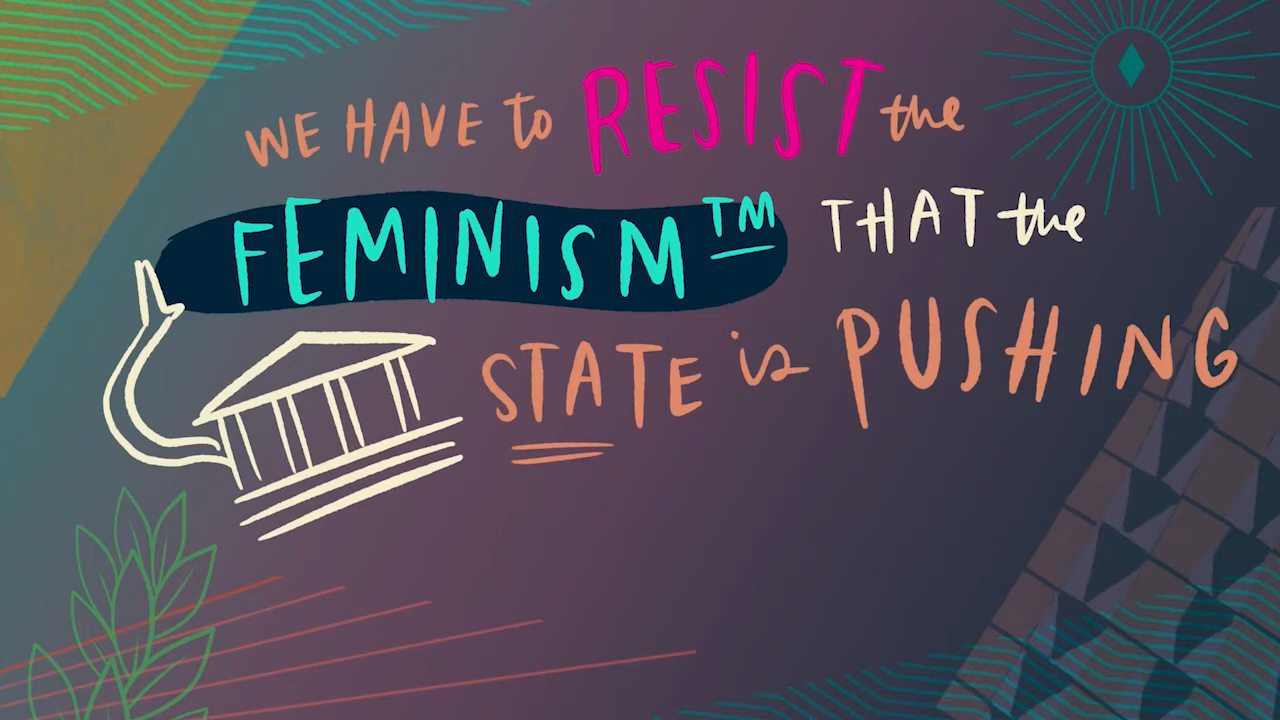 WE HAVE to RESIST the
FEMINISM™ THAT the
STATE is PUSHING